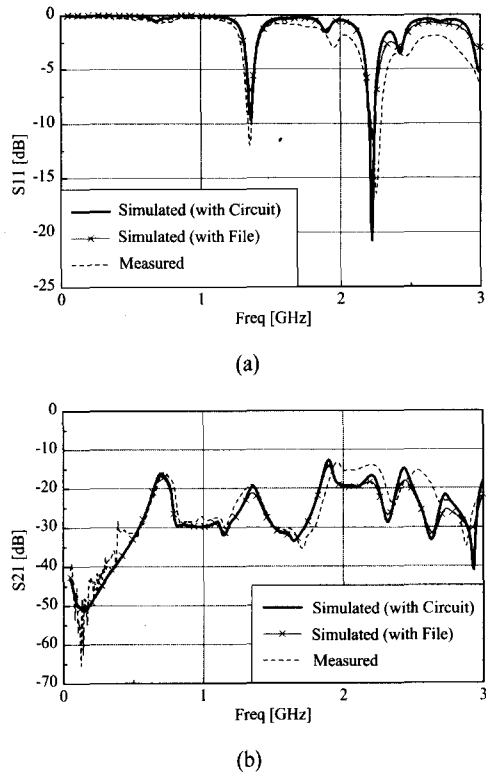 0
-5
-10
-15
-20
-25
S11 [dB]
Simulated (with Circuit)
Simulated (with File)
Measured
0 1 2 3
Freq [GHz]
(a)
0
-10
-20
-30
-40
-50
-60
-70
S21 [dB]
Simulated (with Circuit)
Simulated (with File)
Measured
0 1 2 3
Freq [GHz]
(b)